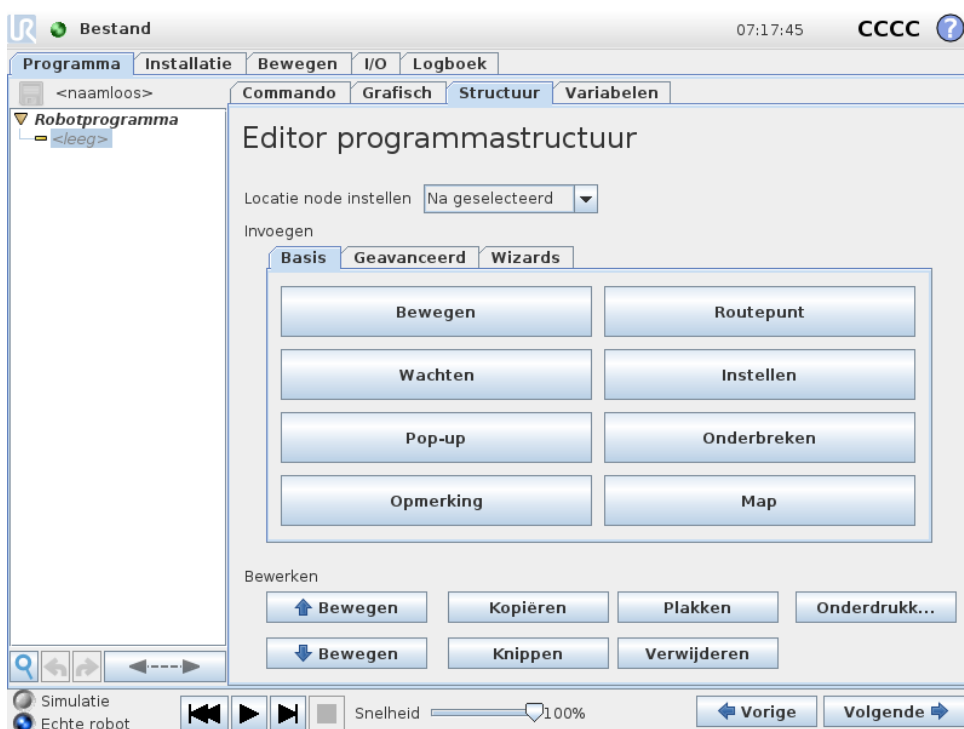 UR Bestand 07:17:45 CCCC ?
Programma Installatie Bewegen I/O Logboek
<naamloos> Commando Grafisch Structuur Variabelen
Robotprogramma
<leeg>
Editor programmastructuur
Locatie node instellen Na geselecteerd
Invoegen
Basis Geavanceerd Wizards
Bewegen Routepunt
Wachten Instellen
Pop-up Onderbreken
Opmerking Map
Bewerken
Bewegen Kopiëren Plakken Onderdrukk...
Bewegen Knippen Verwijderen
Simulatie
Echte robot
Snelheid 100% Vorige Volgende